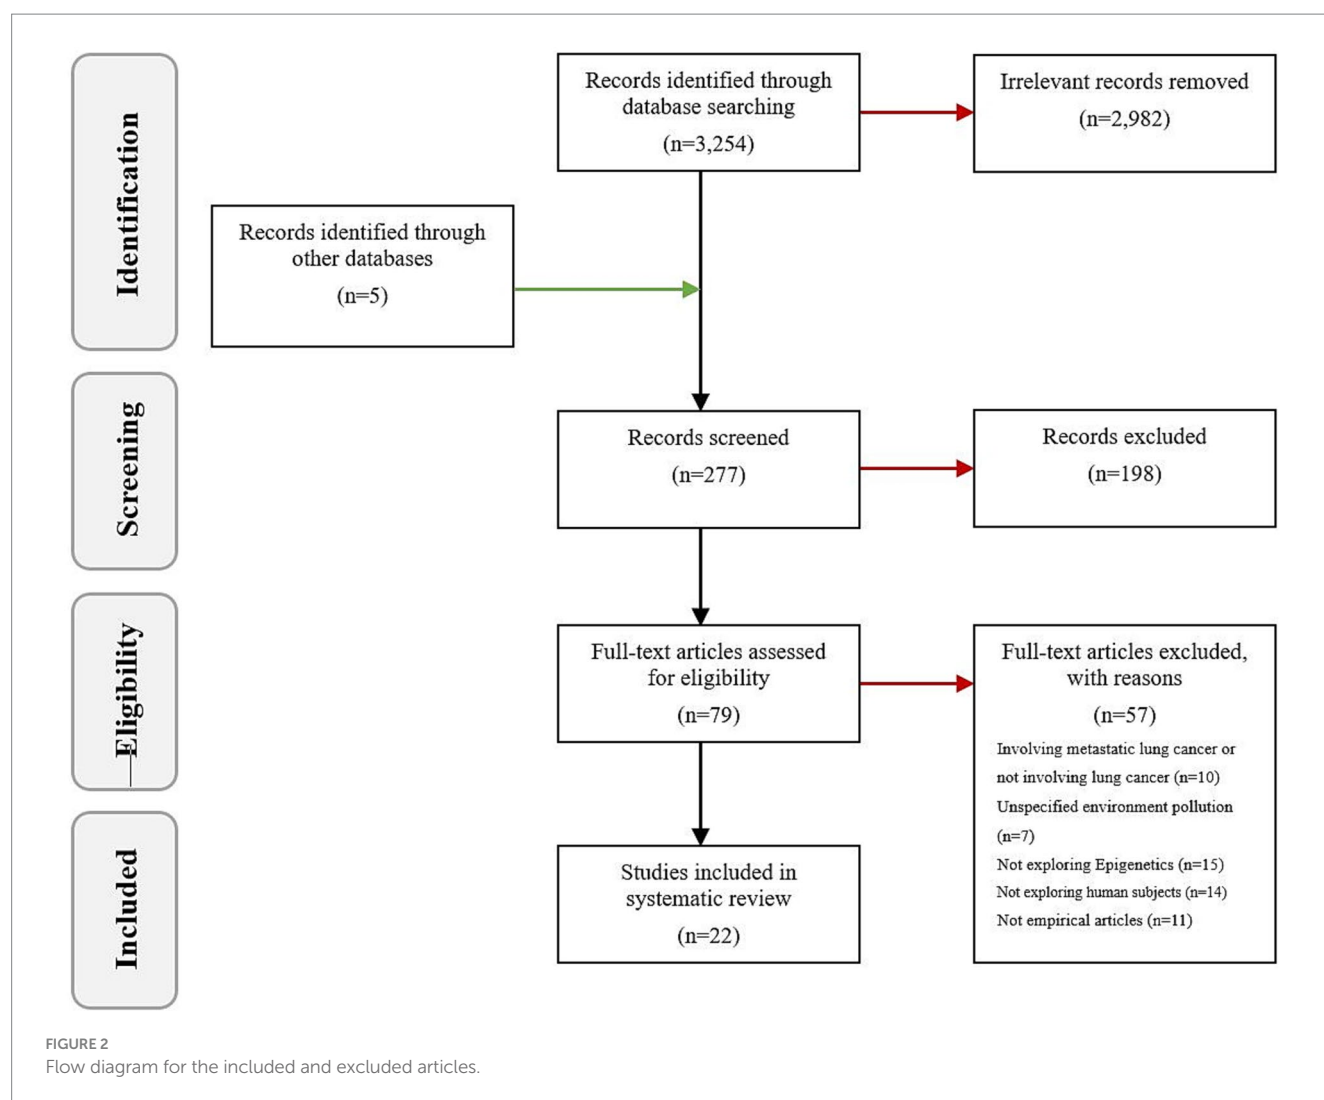 Identification
Records identified through
database searching
(n=3,254)
Irrelevant records removed
(n=2,982)
Records identified through
other databases
(n=5)
Screening
Records screened
(n=277)
Records excluded
(n=198)
Eligibility
Full-text articles assessed
for eligibility
(n=79)
Full-text articles excluded,
with reasons
(n=57)
Involving metastatic lung cancer or
not involving lung cancer (n=10)
Unspecified environment pollution
(n=7)
Not exploring Epigenetics (n=15)
Not exploring human subjects (n=14)
Not empirical articles (n=11)
Included
Studies included in
systematic review
(n=22)
FIGURE 2
Flow diagram for the included and excluded articles.